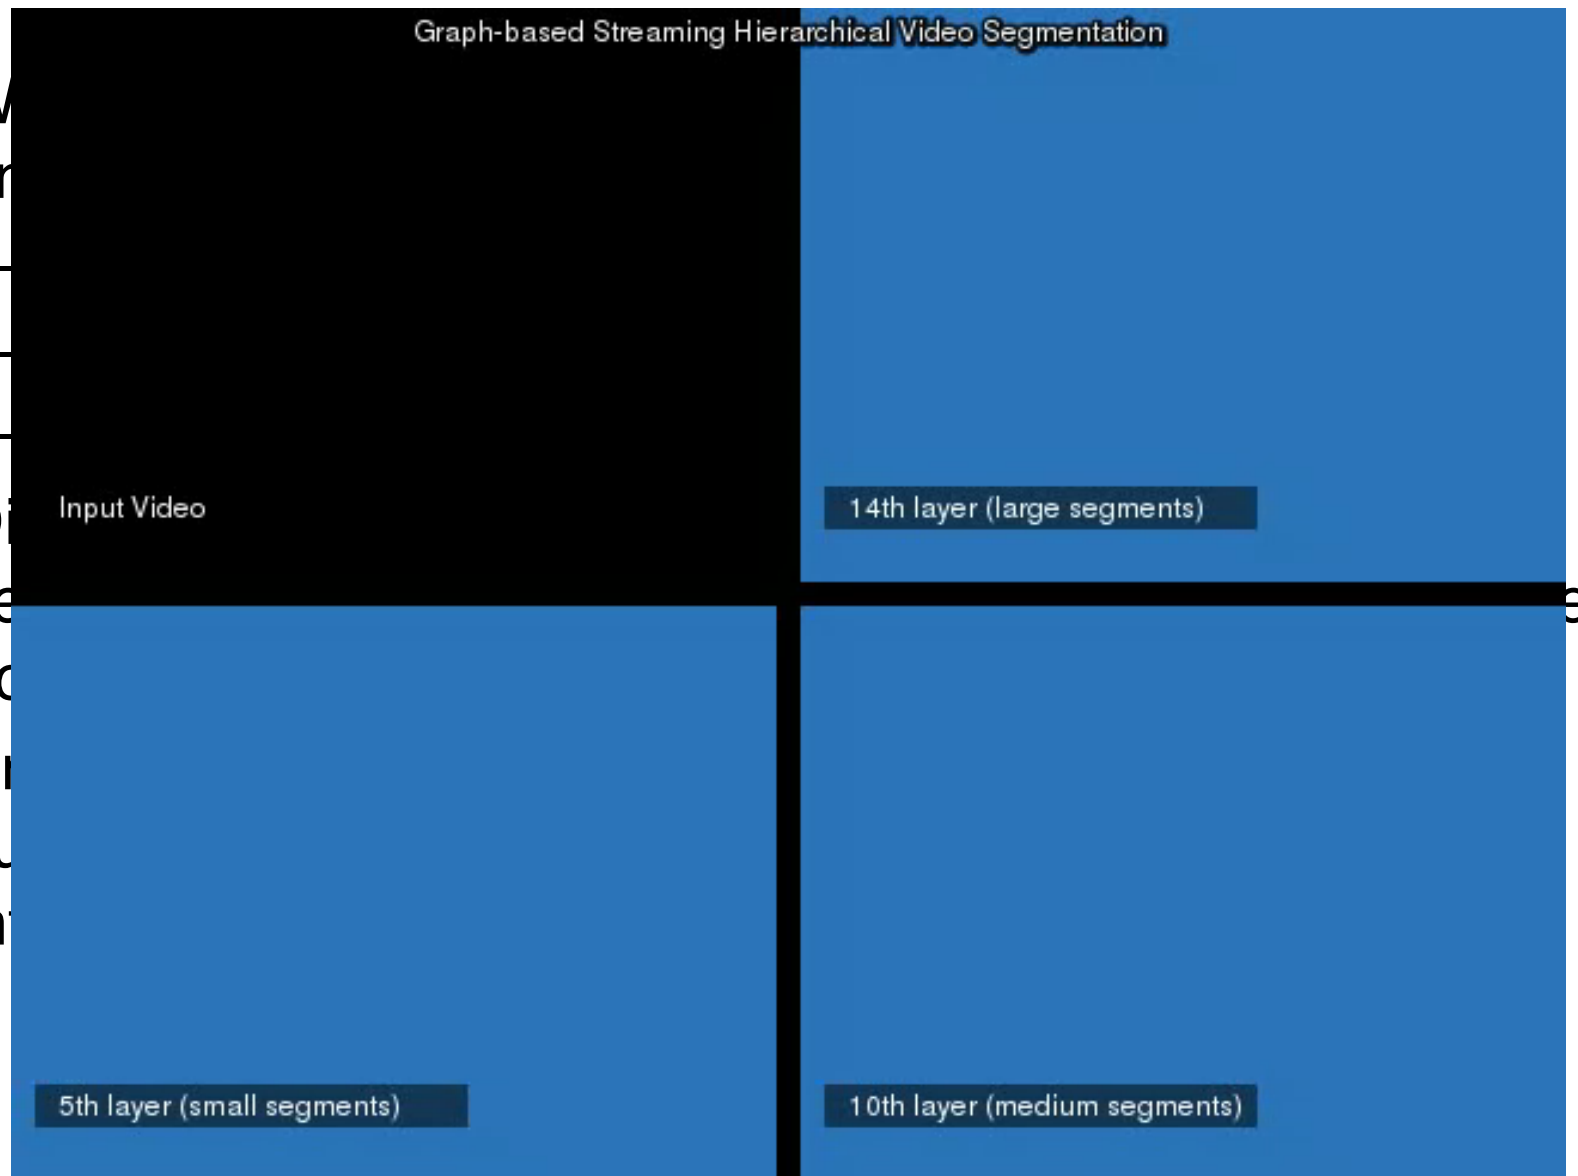 Graph-based Streaming Hierarchical Video Segmentation
Input Video
14th layer (large segments)
5th layer (small segments)
10th layer (medium segments)